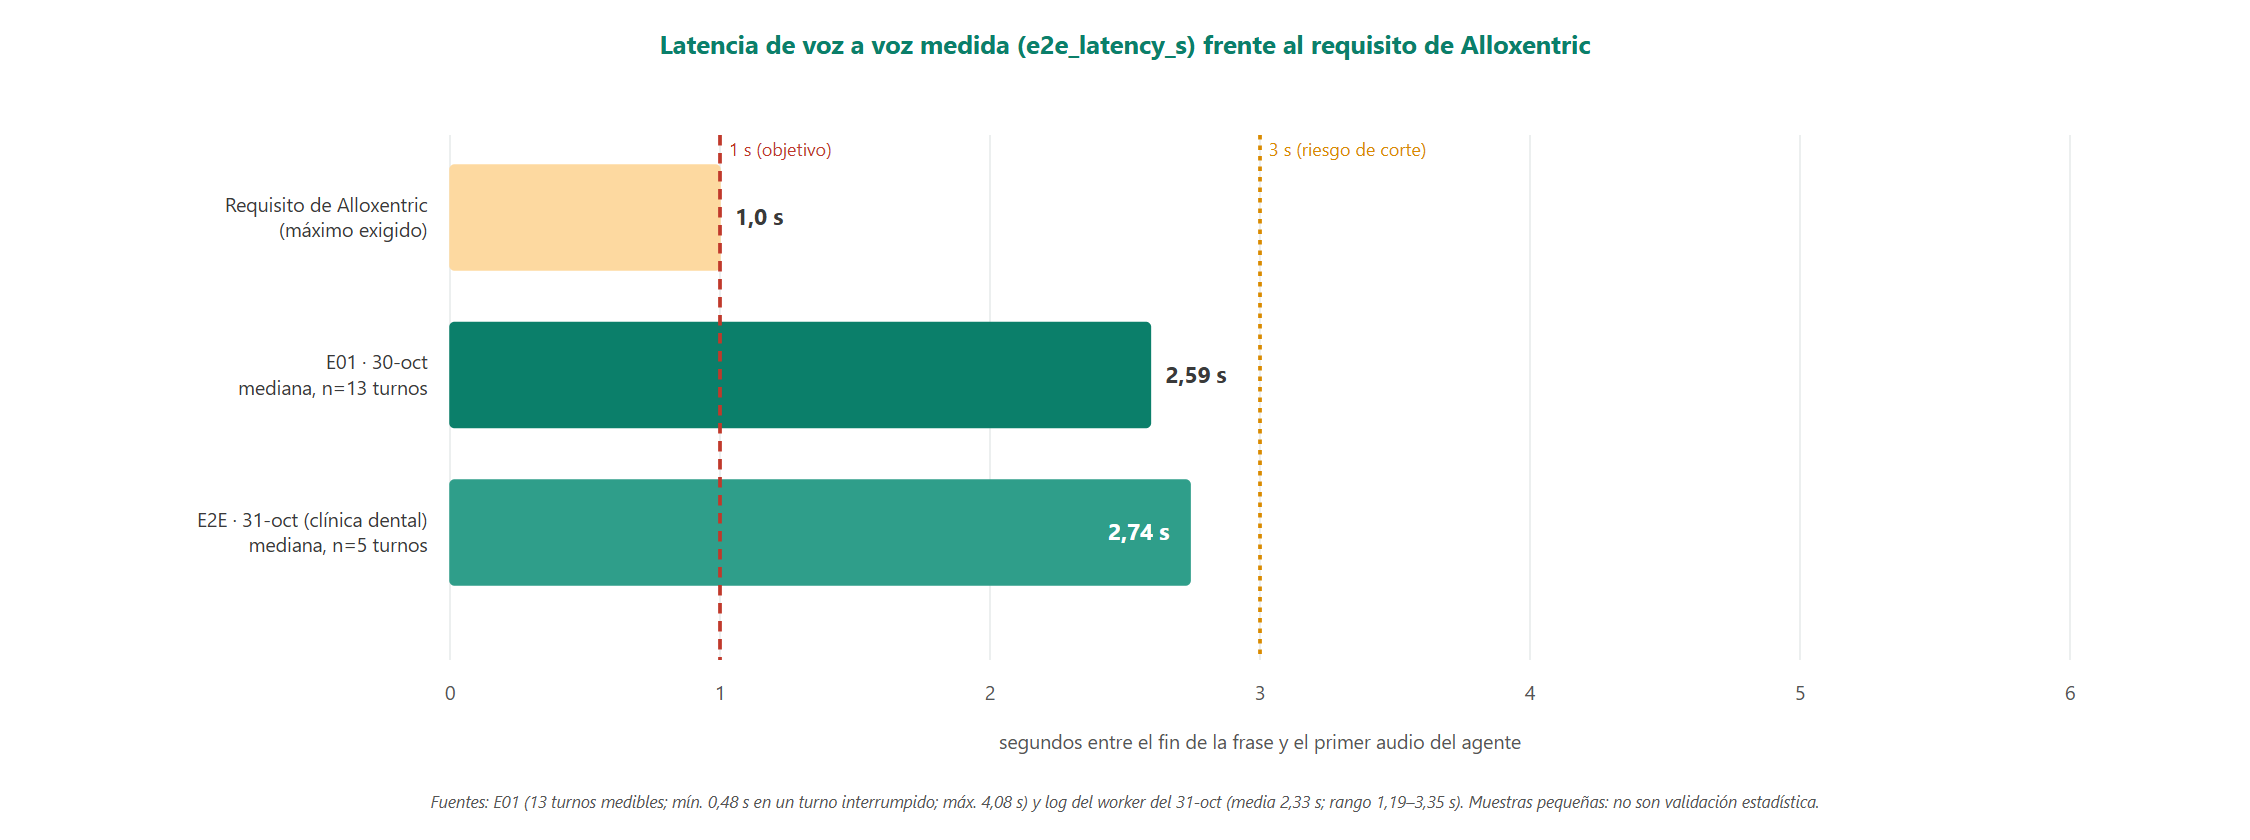 Latencia de voz a voz medida (e2e_latency_s) frente al requisito de Alloxentric
1 s (objetivo)
3 s (riesgo de corte)
Requisito de Alloxentric
(máximo exigido)
1,0 s
E01 · 30-oct
mediana, n=13 turnos
2,59 s
E2E · 31-oct (clínica dental)
mediana, n=5 turnos
2,74 s
0 1 2 3 4 5 6
segundos entre el fin de la frase y el primer audio del agente
Fuentes: E01 (13 turnos medibles; mín. 0,48 s en un turno interrumpido; máx. 4,08 s) y log del worker del 31-oct (media 2,33 s; rango 1,19–3,35 s). Muestras pequeñas: no son validación estadística.